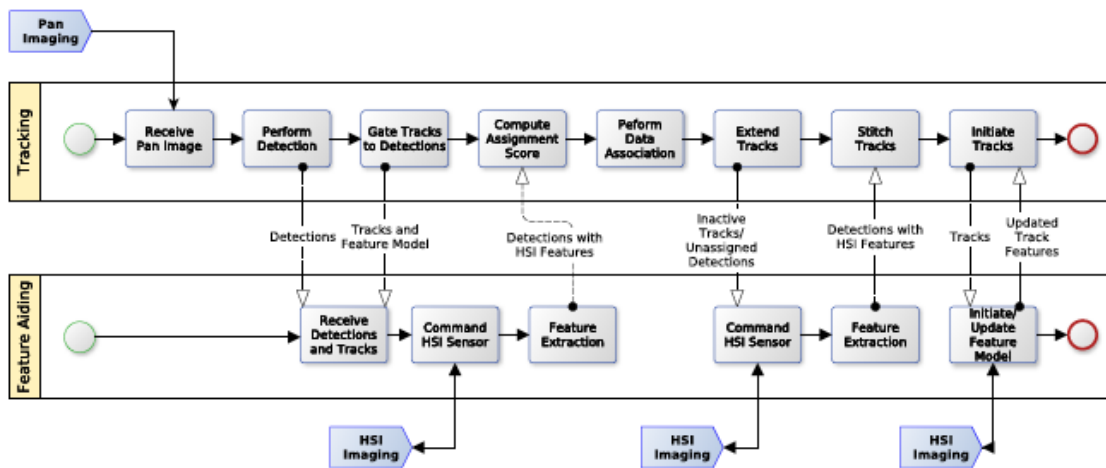 Pan
Imaging
Tracking
Receive
Pan Image
Perform
Detection
Gate Tracks
to Detections
Compute
Assignment
Score
Peform
Data
Association
Extend
Tracks
Stitch
Tracks
Initiate
Tracks
Detections
Tracks and
Feature Model
Detections with
HSI Features
Inactive
Tracks/
Unassigned
Detections
Detections with
HSI Features
Tracks
Updated
Track
Features
Feature Aiding
Receive
Detections
and Tracks
Command
HSI Sensor
Feature
Extraction
Command
HSI Sensor
Feature
Extraction
Initiate/
Update
Feature
Model
HSI
Imaging
HSI
Imaging
HSI
Imaging